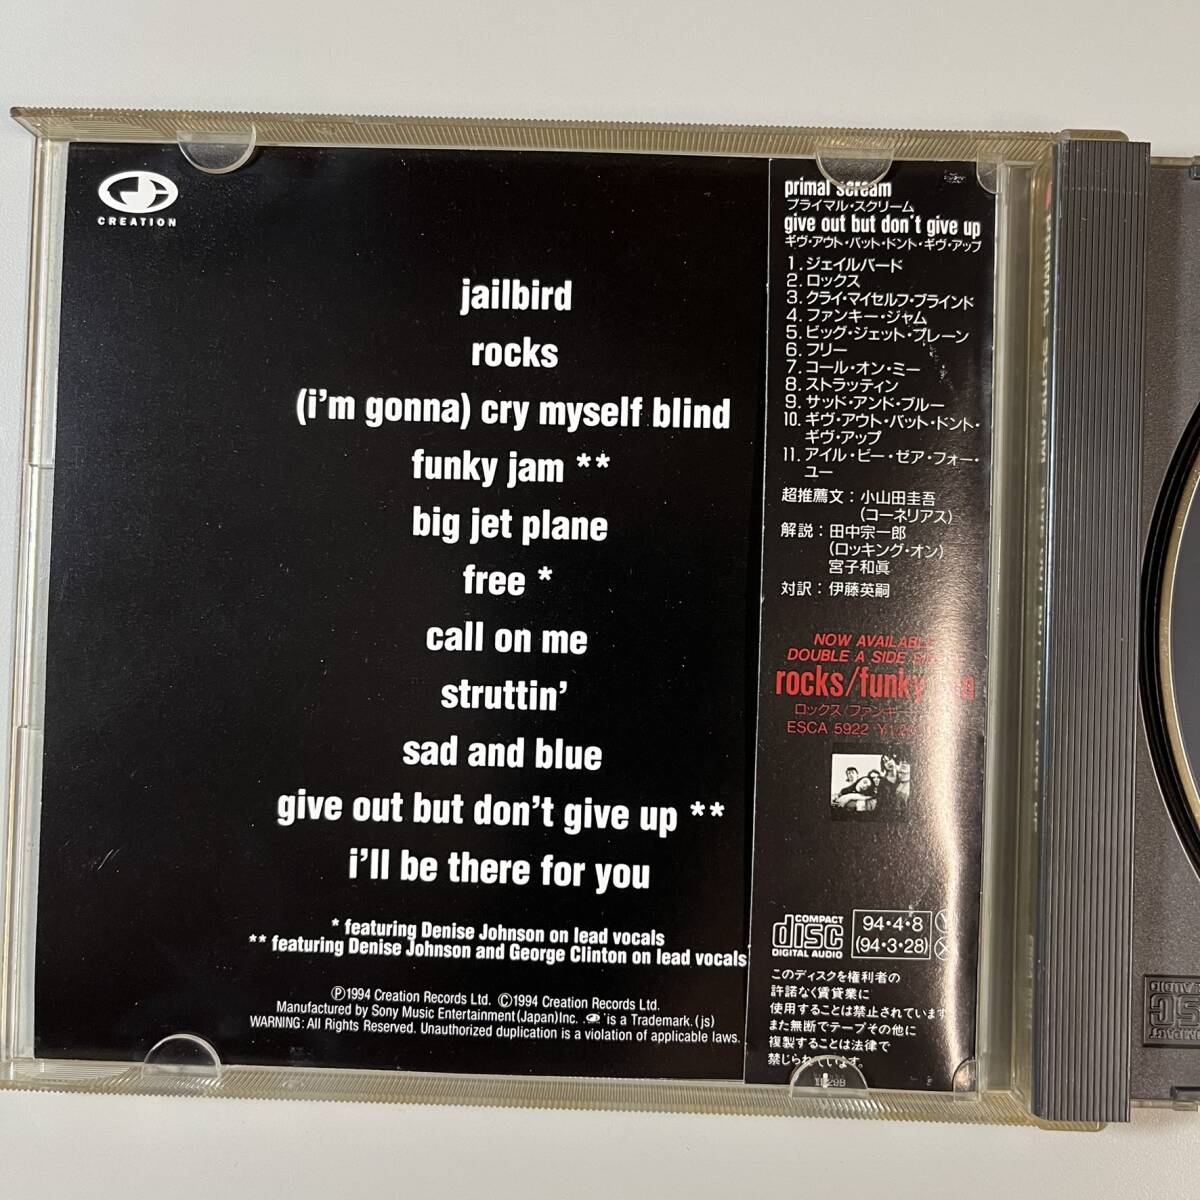 CREATION
jailbird
rocks
(i'm gonna) cry myself blind
funky jam **
big jet plane
free *
call on me
struttin'
sad and blue
give out but don't give up **
i'll be there for you
* featuring Denise Johnson on lead vocals
** featuring Denise Johnson and George Clinton on lead vocals
Ⓟ1994 Creation Records Ltd. ©1994 Creation Records Ltd.
Manufactured by Sony Music Entertainment(Japan)Inc. is a Trademark.(js)
WARNING: All Rights Reserved. Unauthorized duplication is a violation of applicable laws.
primal scream
プライマル・スクリーム
give out but don't give up
ギヴ・アウト・バット・ドント・ギヴ・アップ
1. ジェイルバード
2. ロックス
3. クライ・マイセルフ・ブラインド
4. ファンキー・ジャム
5. ビッグ・ジェット・プレーン
6. フリー
7. コール・オン・ミー
8. ストラッティン
9. サッド・アンド・ブルー
10. ギヴ・アウト・バット・ドント・
ギヴ・アップ
11. アイル・ビー・ゼア・フォー・
ユー
超推薦文：小山田圭吾
(コーネリアス)
解説：田中宗一郎
(ロッキング・オン)
宮子和眞
対訳：伊藤英嗣
NOW AVAILABLE
DOUBLE A SIDE
rocks/funky
ロックス/ファンキー
ESCA 5922
COMPACT
disc
DIGITAL AUDIO
94・4・8
(94・3・28)
このディスクを権利者の
許諾なく賃貸業に
使用することは禁止されています
また無断でテープその他に
複製することは法律で
禁じられています。